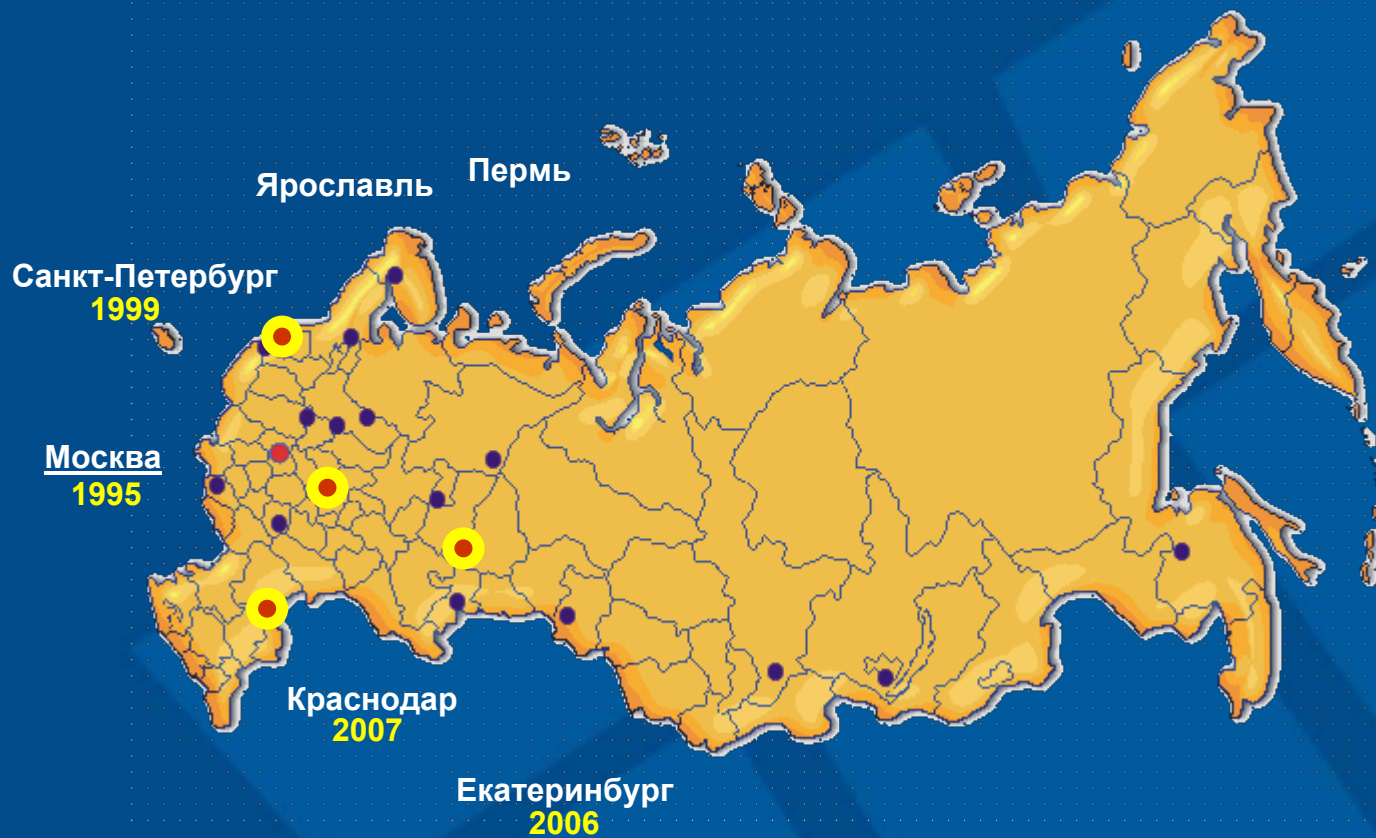 Пермь
Ярославль
Санкт-Петербург
1999
Москва
1995
Краснодар
2007
Екатеринбург
2006